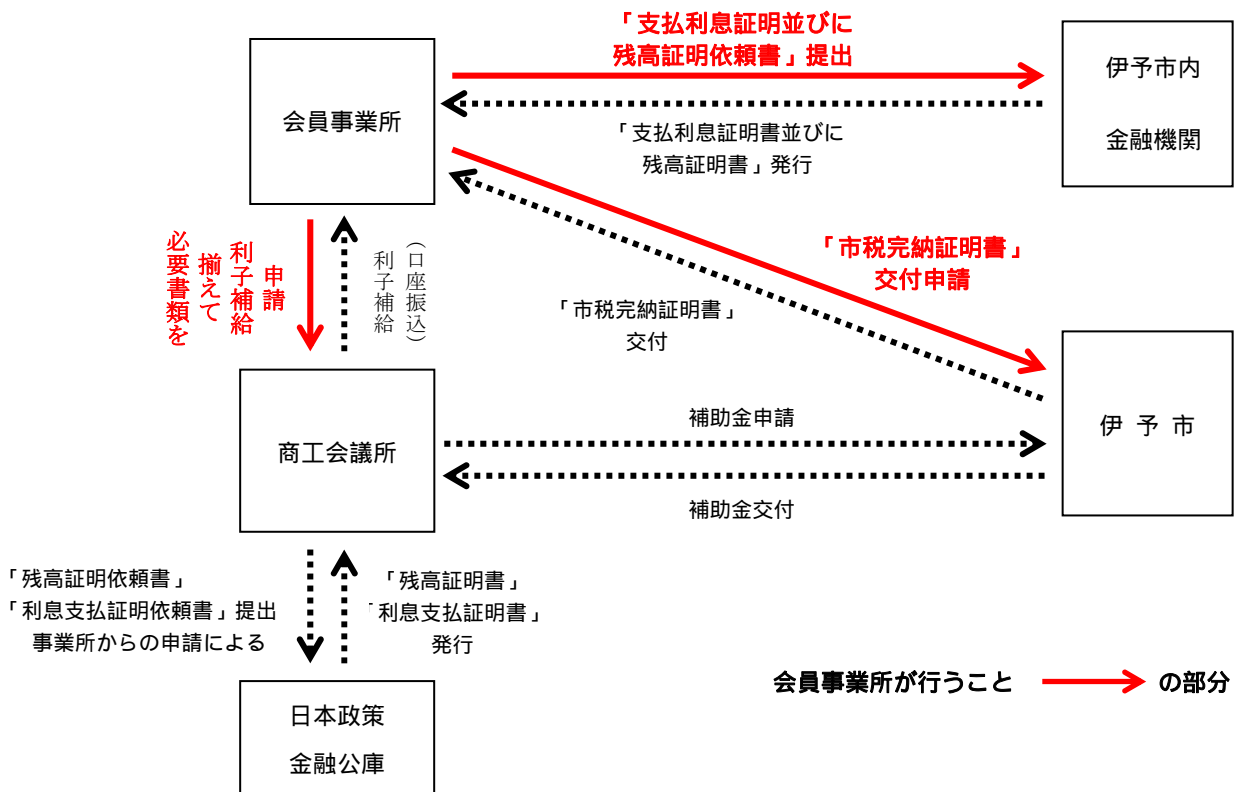 「支払利息証明並びに
残高証明依頼書」提出
伊予市内
金融機関
会員事業所
「支払利息証明書並びに
残高証明書」発行
「市税完納証明書」
交付申請
必要書類を
揃えて
利子補給
申請
利子補給
(口座振込)
「市税完納証明書」
交付
伊 予 市
商工会議所
補助金申請
補助金交付
「残高証明依頼書」
「利息支払証明依頼書」提出
事業所からの申請による
「残高証明書」
「利息支払証明書」
発行
会員事業所が行うこと
の部分
日本政策
金融公庫